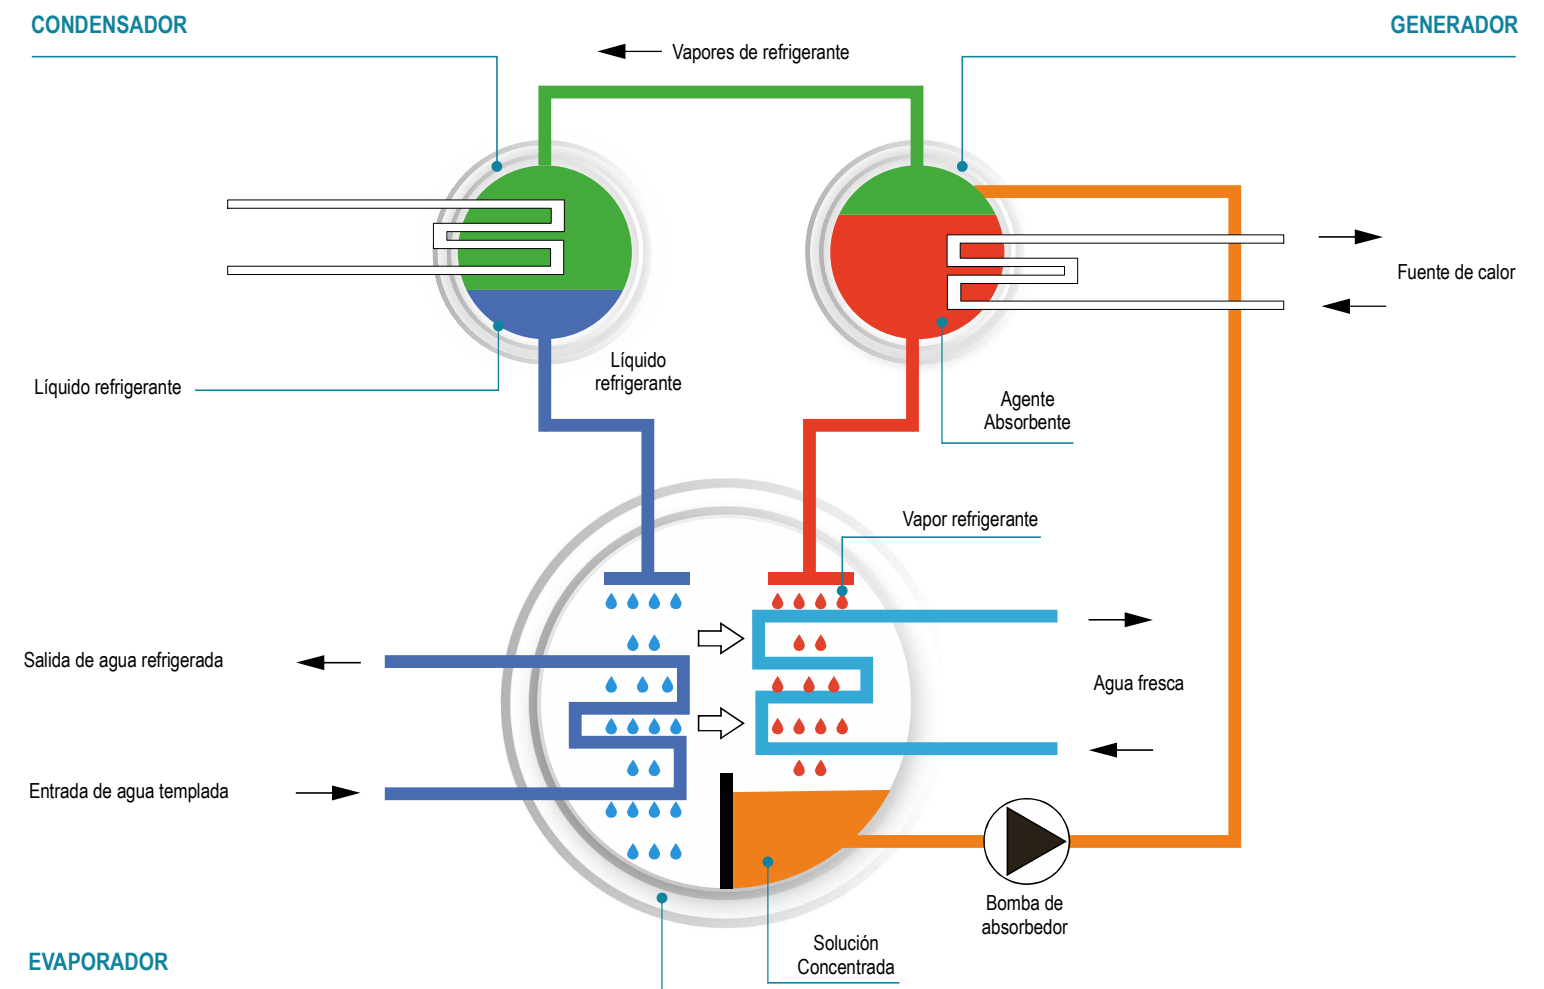 CONDENSADOR
GENERADOR
Vapores de refrigerante
Fuente de calor
Líquido
refrigerante
Líquido refrigerante
Agente
Absorbente
Vapor refrigerante
Salida de agua refrigerada
Agua fresca
Entrada de agua templada
Bomba de
absorbedor
Solución
Concentrada
EVAPORADOR